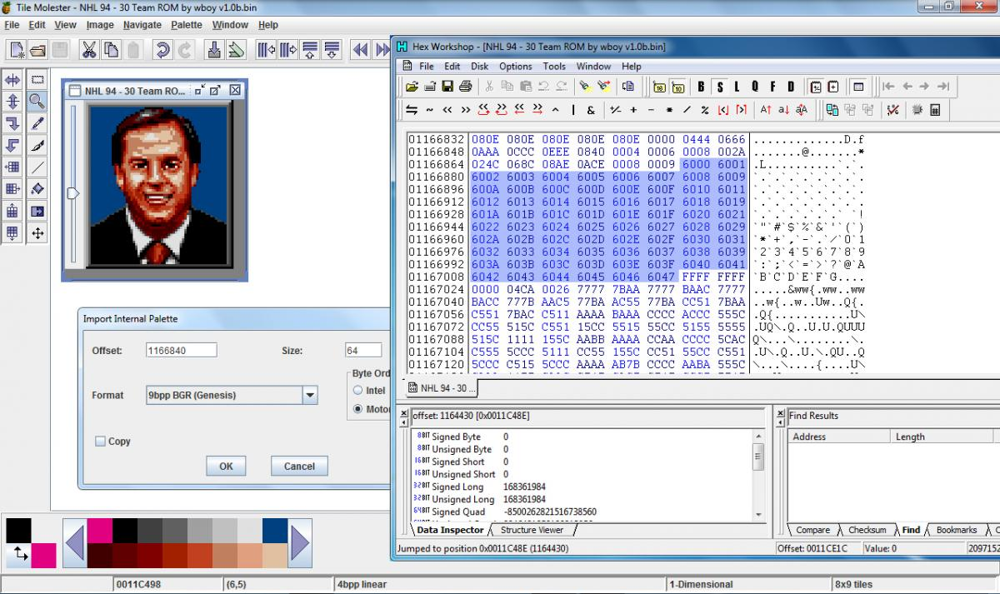 Tile Molester - NHL 94 - 30 Team ROM by wboy v1.0b.bin
File Edit View Image Navigate Palette Window Help
NHL 94 - 30 Team RO...
Import Internal Palette
Offset: 1166840 Size: 64
Byte Ord
Format 9bpp BGR (Genesis) Intel
Moto
Copy
OK Cancel
Hex Workshop - [NHL 94 - 30 Team ROM by wboy v1.0b.bin]
File Edit Disk Options Tools Window Help
B S L Q F D
01166832 080E 080E 080E 080E 080E 0000 0444 0666 .............D.f
01166848 0AAA 0CCC 0EEE 0840 0004 0006 0008 002A .......@.......*
01166864 024C 068C 08AE 0ACE 0008 0009 6000 6001 .L..........`.`.
01166880 6002 6003 6004 6005 6006 6007 6008 6009 `.`.`.`.`.`.`.`.
01166896 600A 600B 600C 600D 600E 600F 6010 6011 `.`.`.`.`.`.`.`.
01166912 6012 6013 6014 6015 6016 6017 6018 6019 `.`.`.`.`.`.`.`.
01166928 601A 601B 601C 601D 601E 601F 6020 6021 `.`.`.`.`.`.`.`!
01166944 6022 6023 6024 6025 6026 6027 6028 6029 `"`#`$`%`&`'`(`)
01166960 602A 602B 602C 602D 602E 602F 6030 6031 `*`+`,`-`.`/`0`1
01166976 6032 6033 6034 6035 6036 6037 6038 6039 `2`3`4`5`6`7`8`9
01166992 603A 603B 603C 603D 603E 603F 6040 6041 `:`;`<`=`>`?`@`A
01167008 6042 6043 6044 6045 6046 6047 FFFF FFFF `B`C`D`E`F`G....
01167024 0000 04CA 0026 7777 7BAA 7777 BAAC 7777 .....&ww{.ww..ww
01167040 BACC 777B AAC5 77BA AC55 77BA CC51 7BAA ..w{..w..Uw..Q{.
01167056 C551 7BAC C511 AAAA BAAA CCCC ACCC 555C .Q{...........U\
01167072 CC55 515C C551 15CC 5515 55CC 5155 5555 .UQ\.Q..U.U.QUUU
01167088 515C 1111 155C AABB AAAA CCAA CCCC 5CAC Q\...\........\.
01167104 C555 5CCC 5111 CC55 155C CC51 55CC C551 .U\.Q..U.\.QU..Q
01167120 5CCC C515 5CCC AAAA AB7B CCCC AABA 555C \...\....{....U\
NHL 94 - 30 ...
offset: 1164430 [0x0011C48E]
8BIT Signed Byte 0
8BIT Unsigned Byte 0
16BIT Signed Short 0
16BIT Unsigned Short 0
32BIT Signed Long 168361984
32BIT Unsigned Long 168361984
64BIT Signed Quad -8500262821516738560
Data Inspector Structure Viewer
Find Results
Address Length
Compare Checksum Find Bookmarks
Jumped to position 0x0011C48E (1164430) Offset: 0011CE1C Value: 0 2097152
0011C498 (6,5) 4bpp linear 1-Dimensional 8x9 tiles